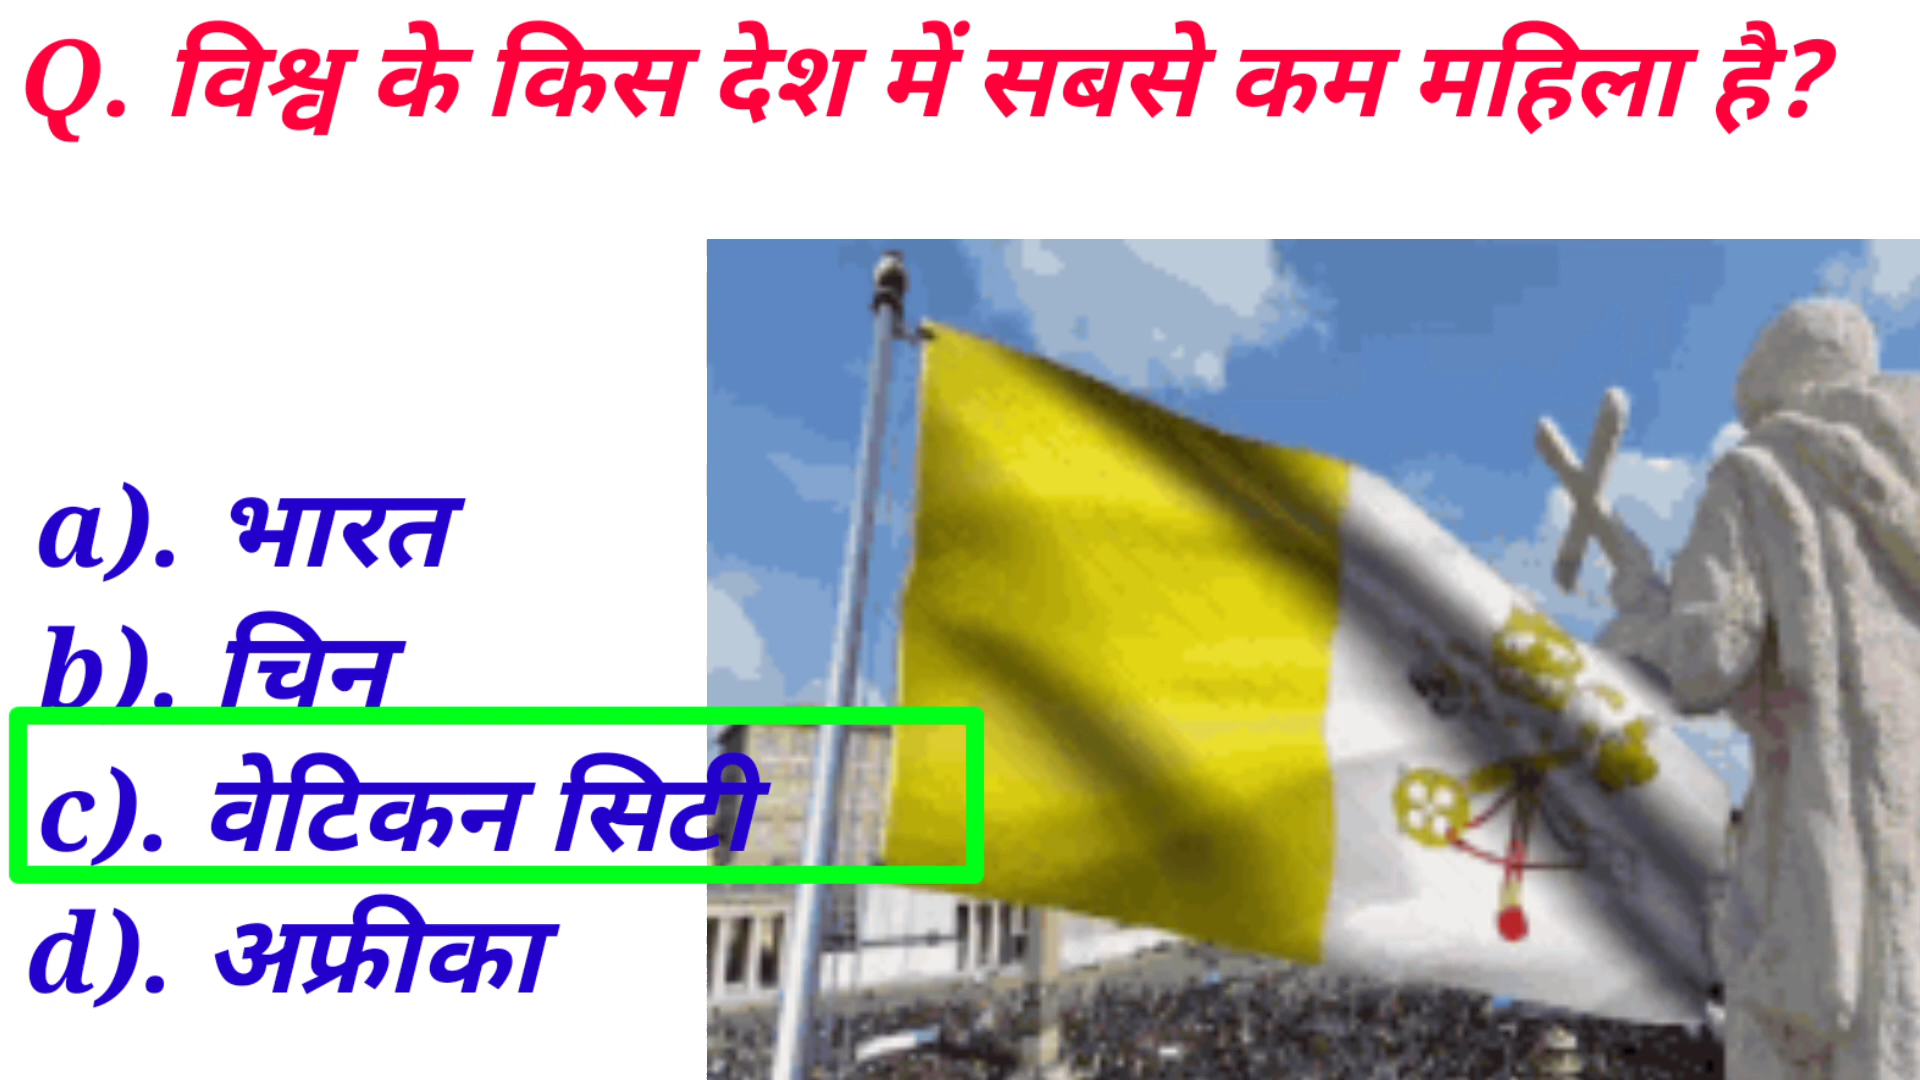 Q. विश्व के किस देश में सबसे कम महिला है?
a). भारत
b). चिन
c). वेटिकन सिटी
d). अफ्रीका